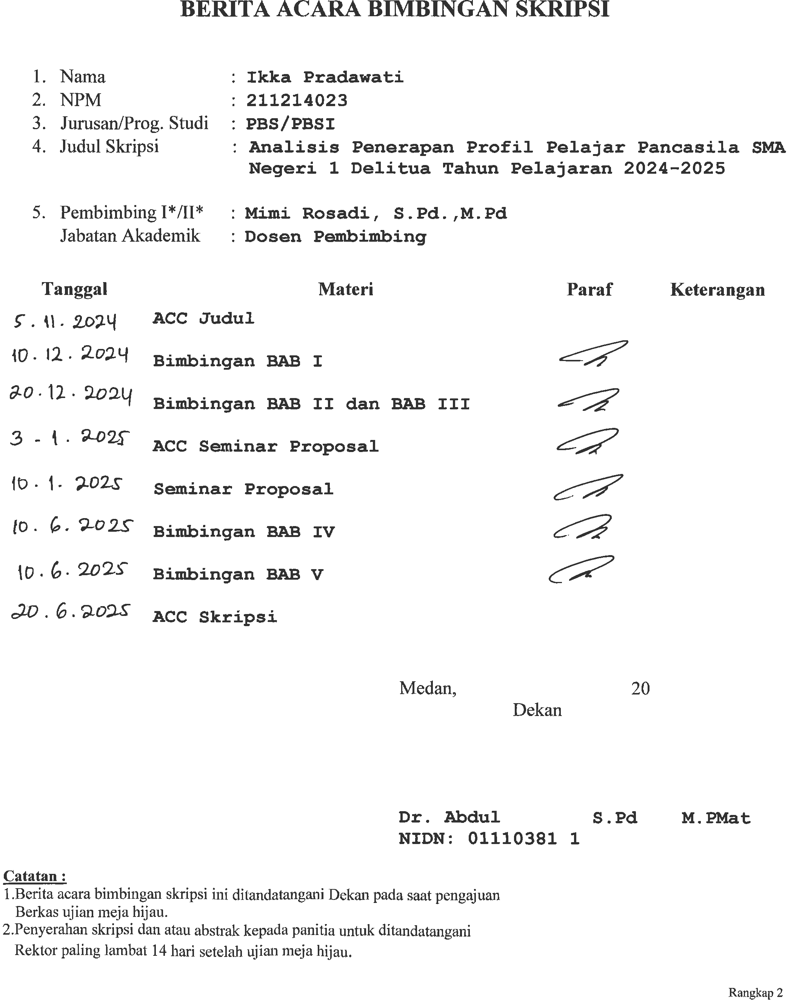 BERITA ACARA BIMBINGAN SKRIPSI
1. Nama : Ikka Pradawati
2. NPM : 211214023
3. Jurusan/Prog. Studi : PBS/PBSI
4. Judul Skripsi : Analisis Penerapan Profil Pelajar Pancasila SMA
Negeri 1 Delitua Tahun Pelajaran 2024-2025
5. Pembimbing I*/II* : Mimi Rosadi, S.Pd.,M.Pd
Jabatan Akademik : Dosen Pembimbing
Tanggal Materi Paraf Keterangan
5 . 11 . 2024 ACC Judul
10 . 12 . 2024 Bimbingan BAB I
20 . 12 . 2024 Bimbingan BAB II dan BAB III
3 - 1 . 2025 ACC Seminar Proposal
10 . 1 . 2025 Seminar Proposal
10 . 6 . 2025 Bimbingan BAB IV
10 . 6 . 2025 Bimbingan BAB V
20 . 6 . 2025 ACC Skripsi
Medan, 20
Dekan
Dr. Abdul S.Pd M.PMat
NIDN: 01110381 1
Catatan :
1.Berita acara bimbingan skripsi ini ditandatangani Dekan pada saat pengajuan
Berkas ujian meja hijau.
2.Penyerahan skripsi dan atau abstrak kepada panitia untuk ditandatangani
Rektor paling lambat 14 hari setelah ujian meja hijau.
Rangkap 2